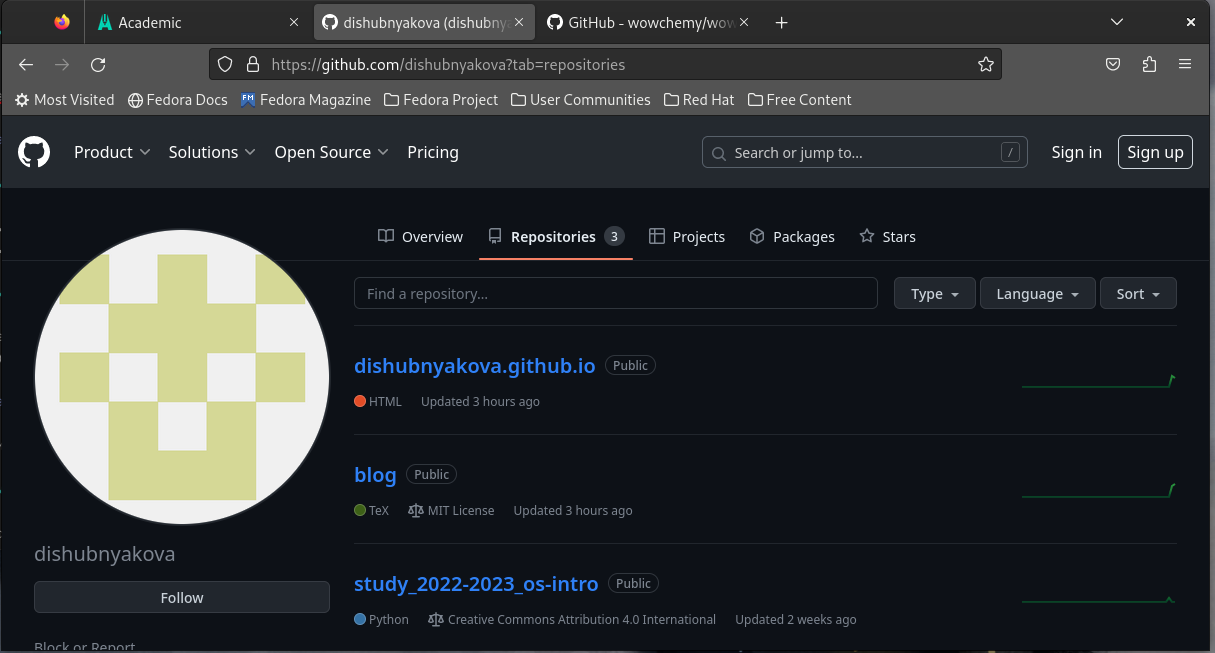 Academic
dishubnyakova (dishubny
GitHub - wowchemy/wow
https://github.com/dishubnyakova?tab=repositories
Most Visited Fedora Docs Fedora Magazine Fedora Project User Communities Red Hat Free Content
Product Solutions Open Source Pricing Search or jump to... / Sign in Sign up
Overview Repositories 3 Projects Packages Stars
Find a repository... Type Language Sort
dishubnyakova.github.io Public
HTML Updated 3 hours ago
blog Public
TeX MIT License Updated 3 hours ago
dishubnyakova
study_2022-2023_os-intro Public
Follow
Python Creative Commons Attribution 4.0 International Updated 2 weeks ago
Block or Report